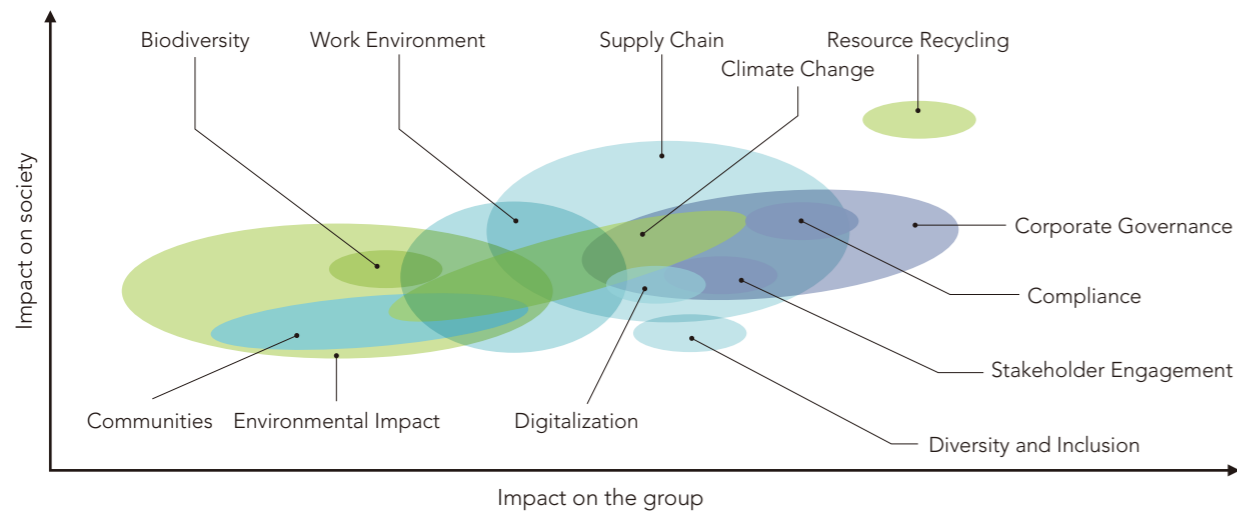 Biodiversity
Work Environment
Supply Chain
Resource Recycling
Climate Change
Impact on society
Corporate Governance
Compliance
Stakeholder Engagement
Communities
Environmental Impact
Digitalization
Diversity and Inclusion
Impact on the group